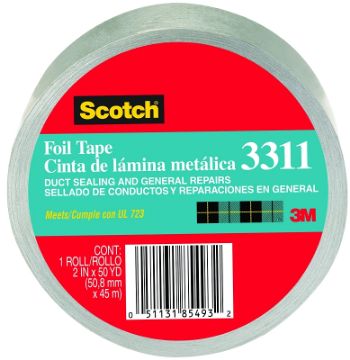 Scotch
Foil Tape
Cinta de lámina metálica 3311
DUCT SEALING AND GENERAL REPAIRS
SELLADO DE CONDUCTOS Y REPARACIONES EN GENERAL
Meets/Cumple con UL 723
3M
CONT:
1 ROLL/ROLLO
2 IN x 50 YD
(50,8 mm
x 45 m)
0 51131 85493 2